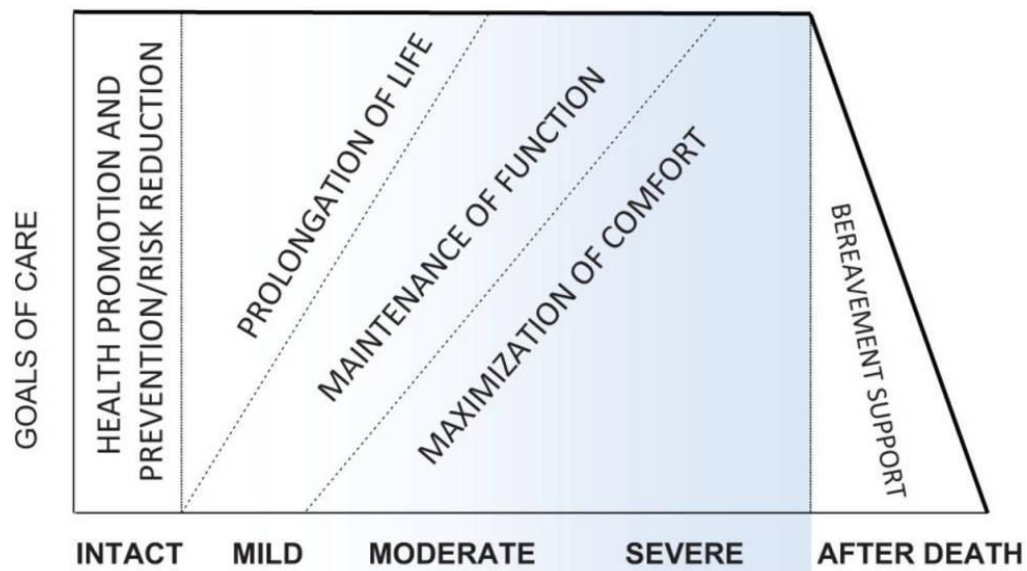 GOALS OF CARE
HEALTH PROMOTION AND
PREVENTION/RISK REDUCTION
PROLONGATION OF LIFE
MAINTENANCE OF FUNCTION
MAXIMIZATION OF COMFORT
BEREAVEMENT SUPPORT
INTACT MILD MODERATE SEVERE AFTER DEATH